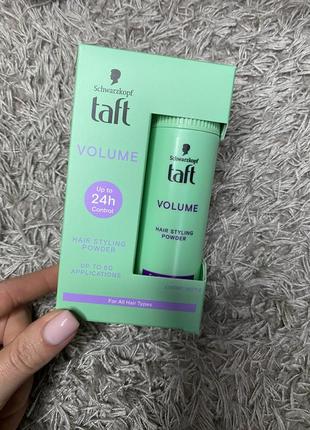 Schwarzkopf
taft
VOLUME
Up to
24h
Control
HAIR STYLING
POWDER
UP TO 60
APPLICATIONS
For All Hair Types
Schwarzkopf
taft
VOLUME
HAIR STYLING
POWDER